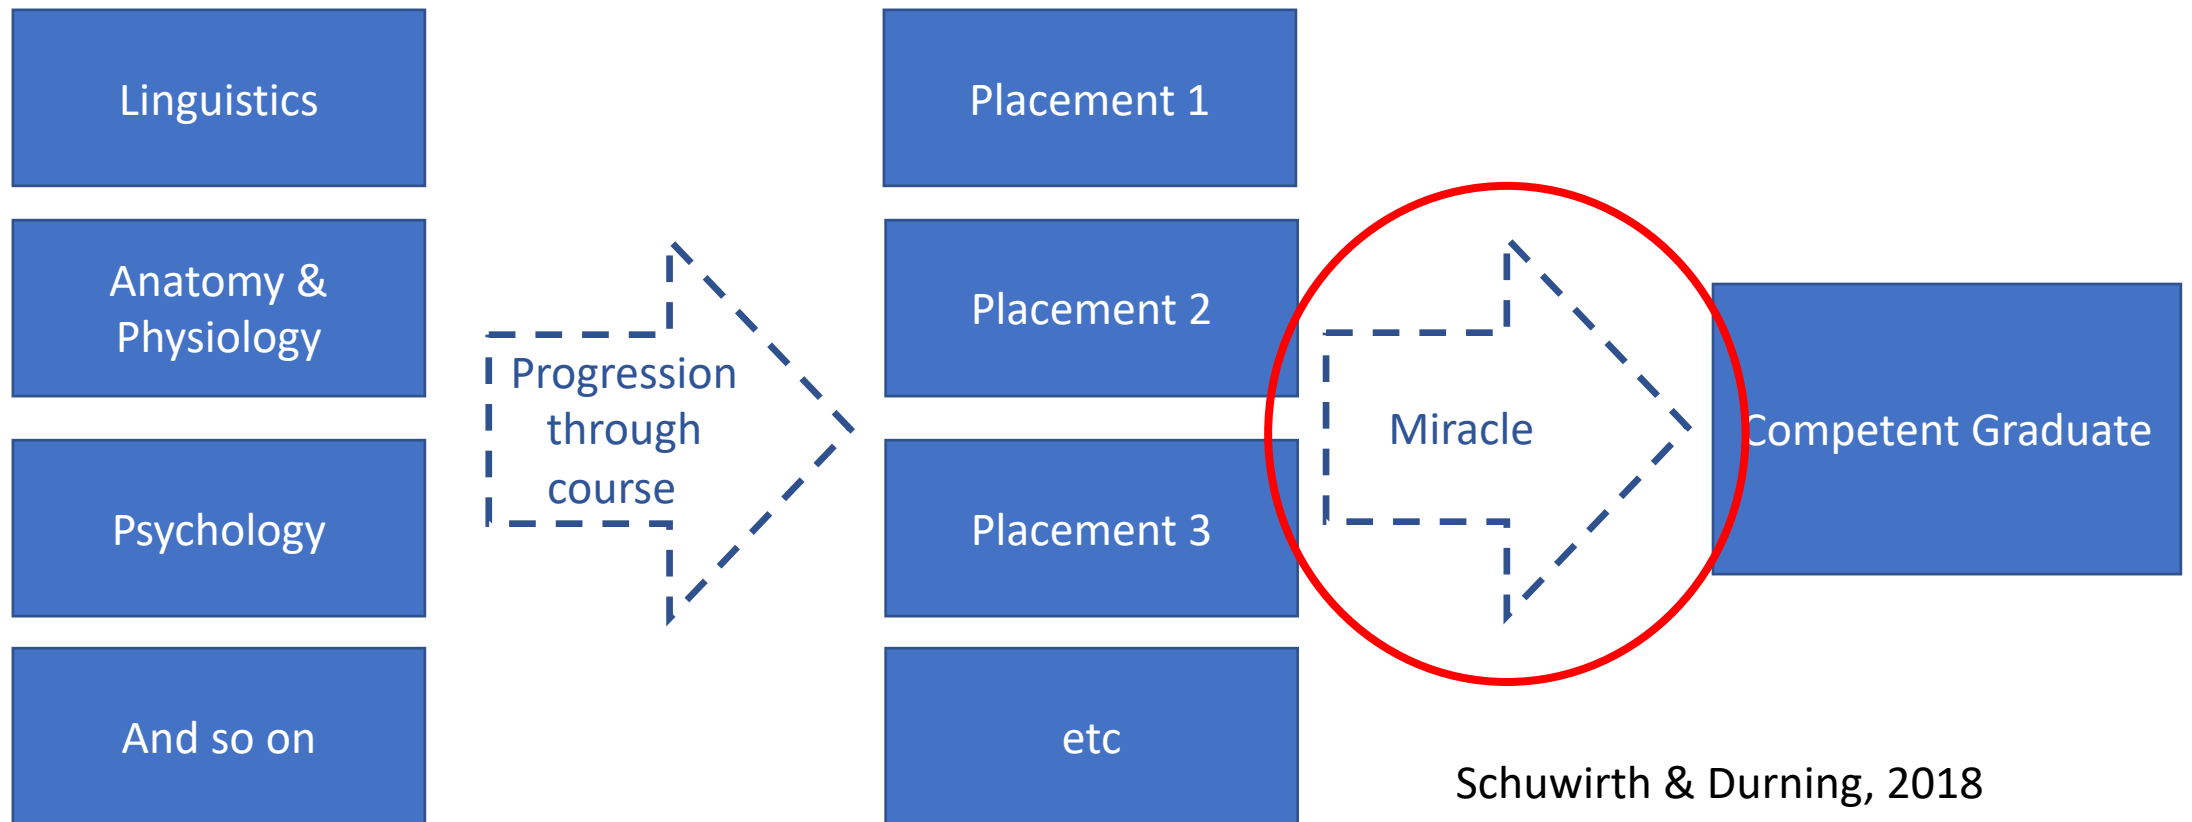 Linguistics
Anatomy &
Physiology
Psychology
And so on
Progression
through
course
Placement 1
Placement 2
Placement 3
etc
Miracle
Competent Graduate
Schuwirth & Durning, 2018